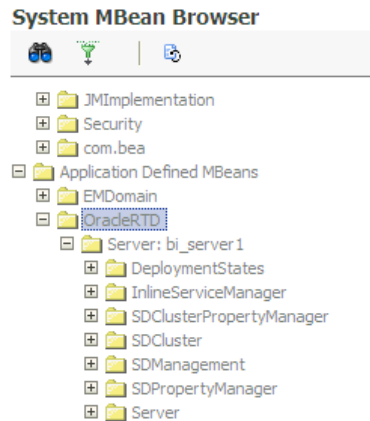 System MBean Browser
JMImplementation
Security
com.bea
Application Defined MBeans
EMDomain
OracleRTD
Server: bi_server1
DeploymentStates
InlineServiceManager
SDClusterPropertyManager
SDCluster
SDManagement
SDPropertyManager
Server